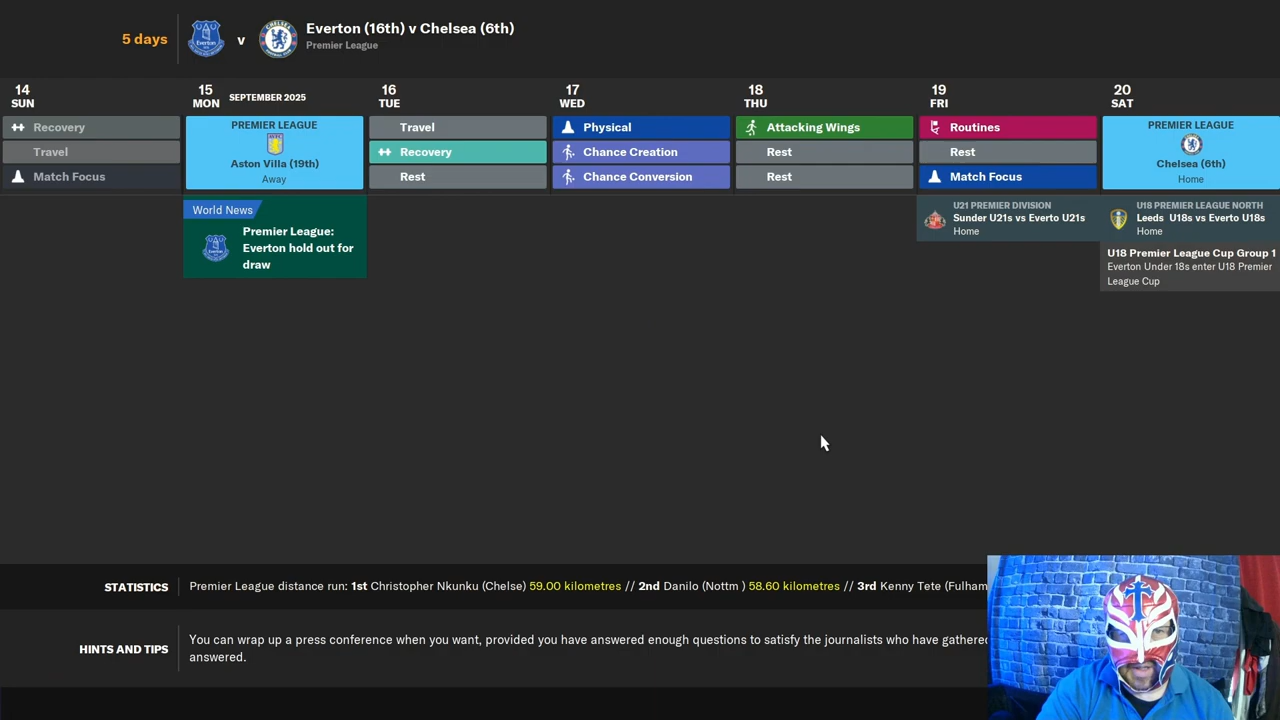 5 days
v
Everton (16th) v Chelsea (6th)
Premier League
14
SUN
Recovery
Travel
Match Focus
15
MON
SEPTEMBER 2025
PREMIER LEAGUE
Aston Villa (19th)
Away
World News
Premier League:
Everton hold out for
draw
16
TUE
Travel
Recovery
Rest
17
WED
Physical
Chance Creation
Chance Conversion
18
THU
Attacking Wings
Rest
Rest
19
FRI
Routines
Rest
Match Focus
U21 PREMIER DIVISION
Sunder U21s vs Everto U21s
Home
20
SAT
PREMIER LEAGUE
Chelsea (6th)
Home
U18 PREMIER LEAGUE NORTH
Leeds U18s vs Everto U18s
Home
U18 Premier League Cup Group 1
Everton Under 18s enter U18 Premier
League Cup
STATISTICS
Premier League distance run: 1st Christopher Nkunku (Chelse) 59.00 kilometres // 2nd Danilo (Nottm ) 58.60 kilometres // 3rd Kenny Tete (Fulham
HINTS AND TIPS
You can wrap up a press conference when you want, provided you have answered enough questions to satisfy the journalists who have gathered
answered.